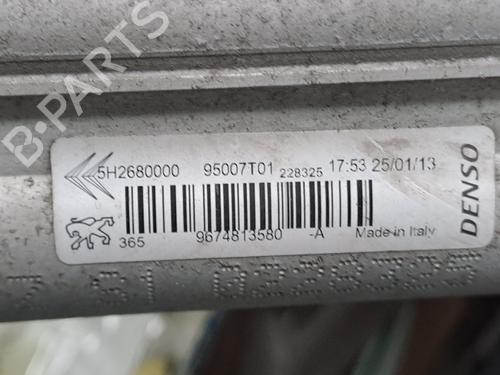 B-PARTS
5H2680000 95007T01 228325 17:53 25/01/13
365 9674813580 -A Made in Italy
DENSO